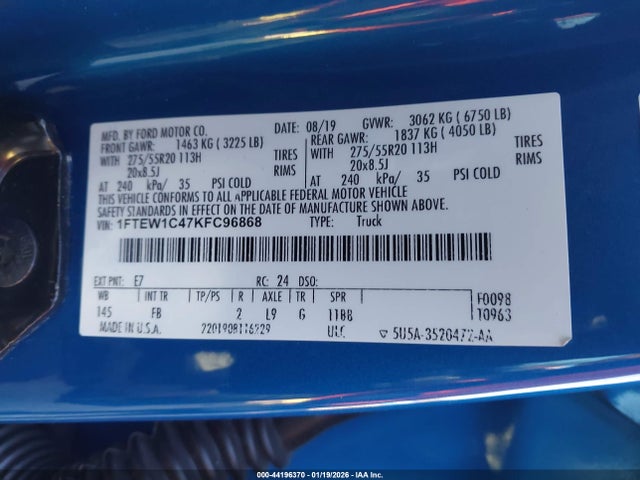 MFD. BY FORD MOTOR CO.
DATE: 08/19 GVWR: 3062 KG ( 6750 LB)
FRONT GAWR: 1463 KG ( 3225 LB) REAR GAWR: 1837 KG ( 4050 LB)
WITH 275/55R20 113H TIRES WITH 275/55R20 113H TIRES
20x8.5J RIMS 20x8.5J RIMS
AT 240 kPa/ 35 PSI COLD AT 240 kPa/ 35 PSI COLD
THIS VEHICLE CONFORMS TO ALL APPLICABLE FEDERAL MOTOR VEHICLE
SAFETY STANDARDS IN EFFECT ON THE DATE OF MANUFACTURE SHOWN ABOVE.
VIN: 1FTEW1C47KFC96868 TYPE: Truck
EXT PNT: E7 RC: 24 DSO:
WB INT TR TP/PS R AXLE TR SPR F0098
145 FB 2 L9 G 1188 T0963
MADE IN U.S.A. ULC
000-44196370 - 01/19/2026 - IAA Inc.